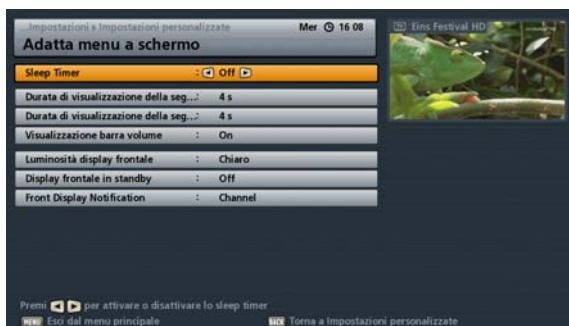 ...Impostazioni › Impostazioni personalizzate Mer 16 08
Adatta menu a schermo
TV Eins Festival HD
Sleep Timer : Off
Durata di visualizzazione della seg...: 4 s
Durata di visualizzazione della seg...: 4 s
Visualizzazione barra volume : On
Luminosità display frontale : Chiaro
Display frontale in standby : Off
Front Display Notification : Channel
Premi per attivare o disattivare lo sleep timer
MENU Esci dal menu principale BACK Torna a Impostazioni personalizzate